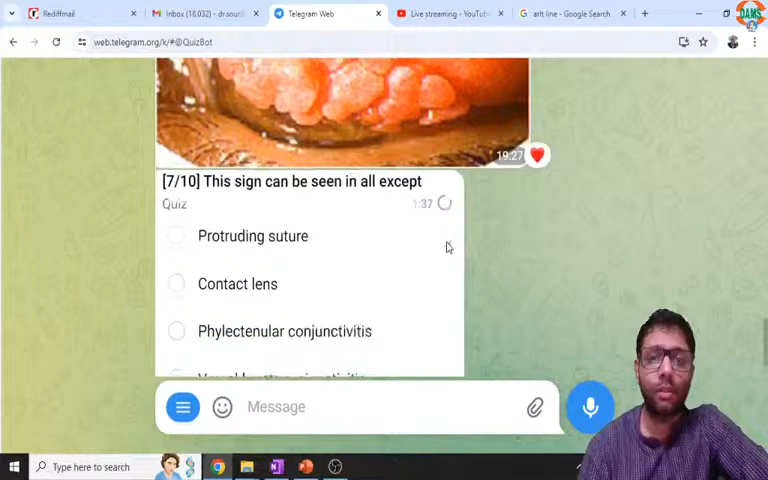 Rediffmail
Inbox (18,032) - dr.souris
Telegram Web
Live streaming - YouTub
arlt line - Google Search
DAMS
web.telegram.org/k/#@QuizBot
19:27
[7/10] This sign can be seen in all except
Quiz
1:37
Protruding suture
Contact lens
Phylectenular conjunctivitis
Message
Type here to search